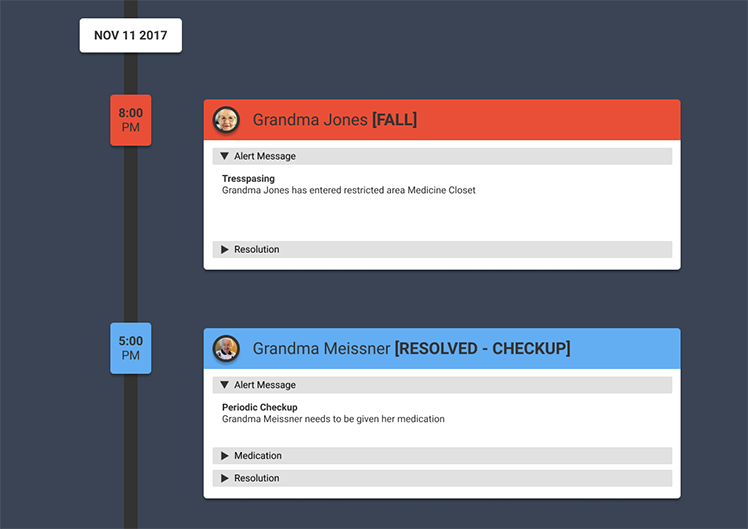 NOV 11 2017
8:00
PM
Grandma Jones [FALL]
Alert Message
Tresspasing
Grandma Jones has entered restricted area Medicine Closet
Resolution
5:00
PM
Grandma Meissner [RESOLVED - CHECKUP]
Alert Message
Periodic Checkup
Grandma Meissner needs to be given her medication
Medication
Resolution